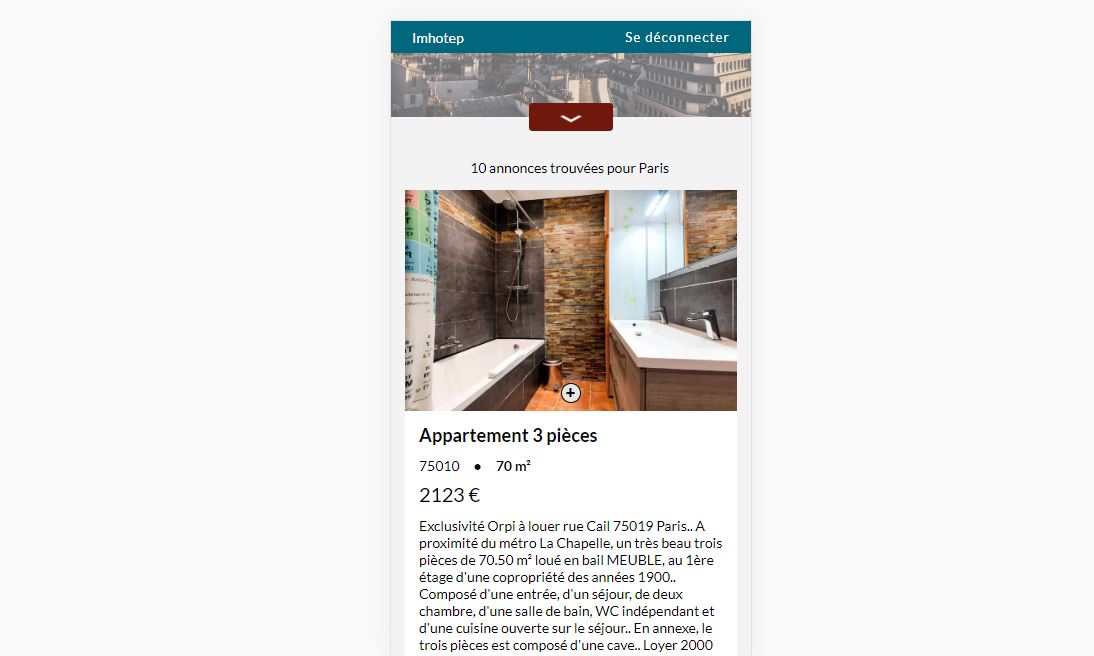 Imhotep
Se déconnecter
10 annonces trouvées pour Paris
Appartement 3 pièces
75010 ● 70 m²
2123 €
Exclusivité Orpi à louer rue Cail 75019 Paris.. A
proximité du métro La Chapelle, un très beau trois
pièces de 70.50 m² loué en bail MEUBLE, au 1ère
étage d'une copropriété des années 1900..
Composé d'une entrée, d'un séjour, de deux
chambre, d'une salle de bain, WC indépendant et
d'une cuisine ouverte sur le séjour.. En annexe, le
trois pièces est composé d'une cave.. Loyer 2000